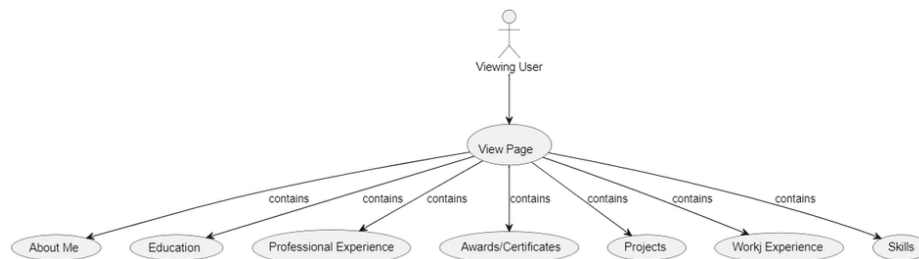 Viewing User
View Page
contains contains contains contains contains contains contains
About Me Education Professional Experience Awards/Certificates Projects Workj Experience Skills